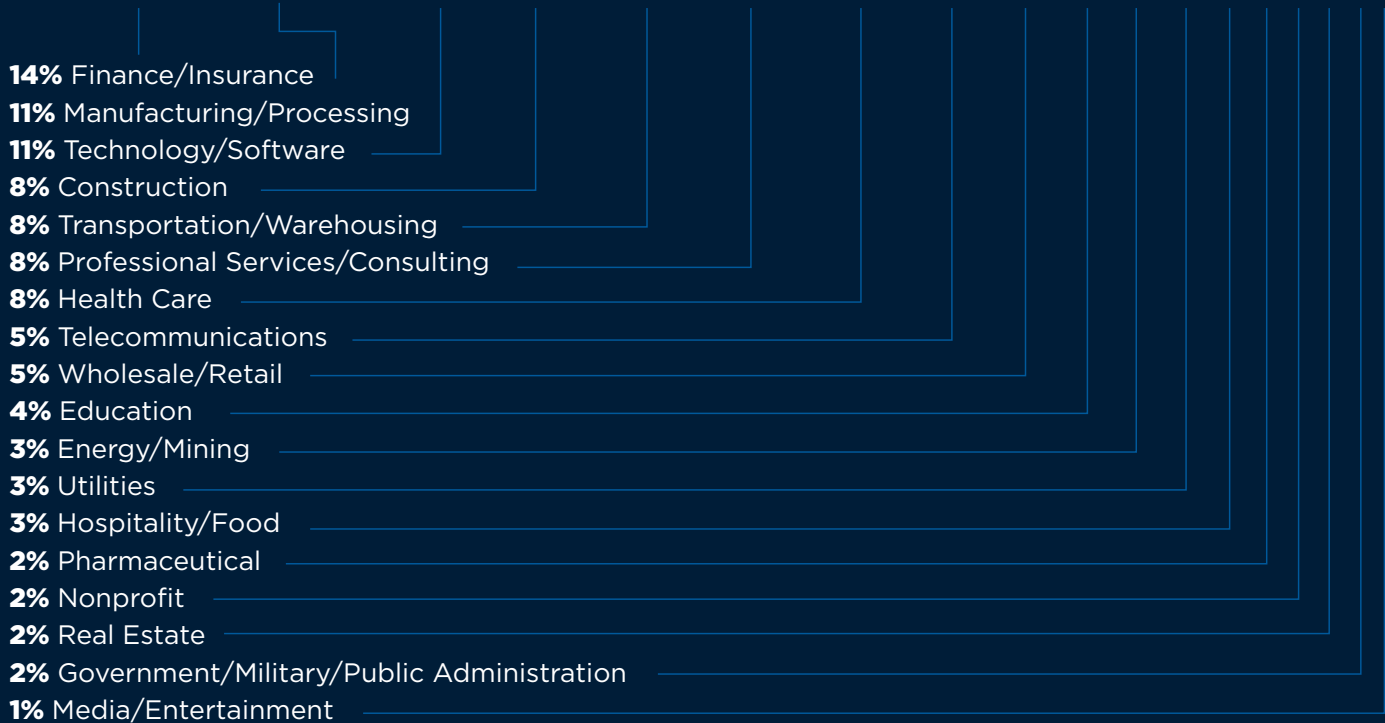 14% Finance/Insurance
11% Manufacturing/Processing
11% Technology/Software
8% Construction
8% Transportation/Warehousing
8% Professional Services/Consulting
8% Health Care
5% Telecommunications
5% Wholesale/Retail
4% Education
3% Energy/Mining
3% Utilities
3% Hospitality/Food
2% Pharmaceutical
2% Nonprofit
2% Real Estate
2% Government/Military/Public Administration
1% Media/Entertainment